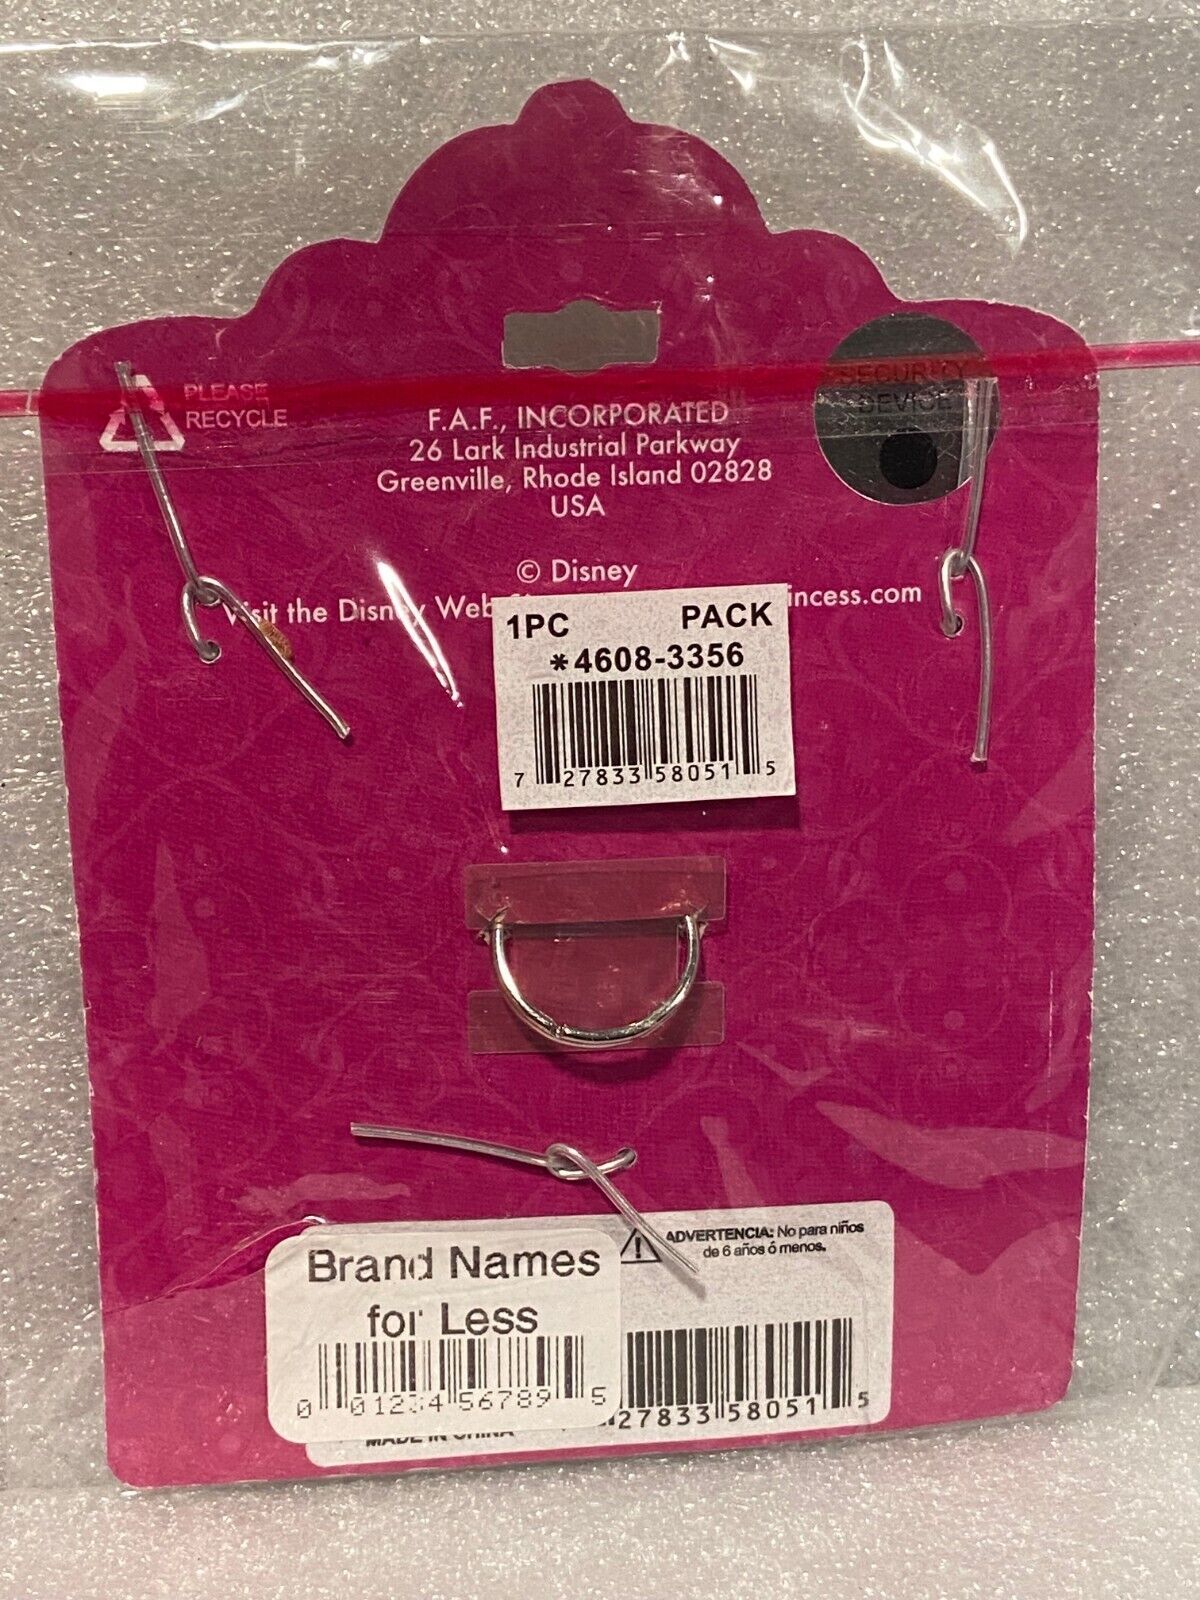 PLEASE
RECYCLE
SECURITY
DEVICE
F.A.F., INCORPORATED
26 Lark Industrial Parkway
Greenville, Rhode Island 02828
USA
© Disney
Visit the Disney Web incess.com
1PC PACK
*4608-3356
7 27833 58051 5
ADVERTENCIA: No para niños
de 6 años ó menos.
Brand Names
for Less
0 01234 56789 5
27833 58051 5
MADE IN CHINA